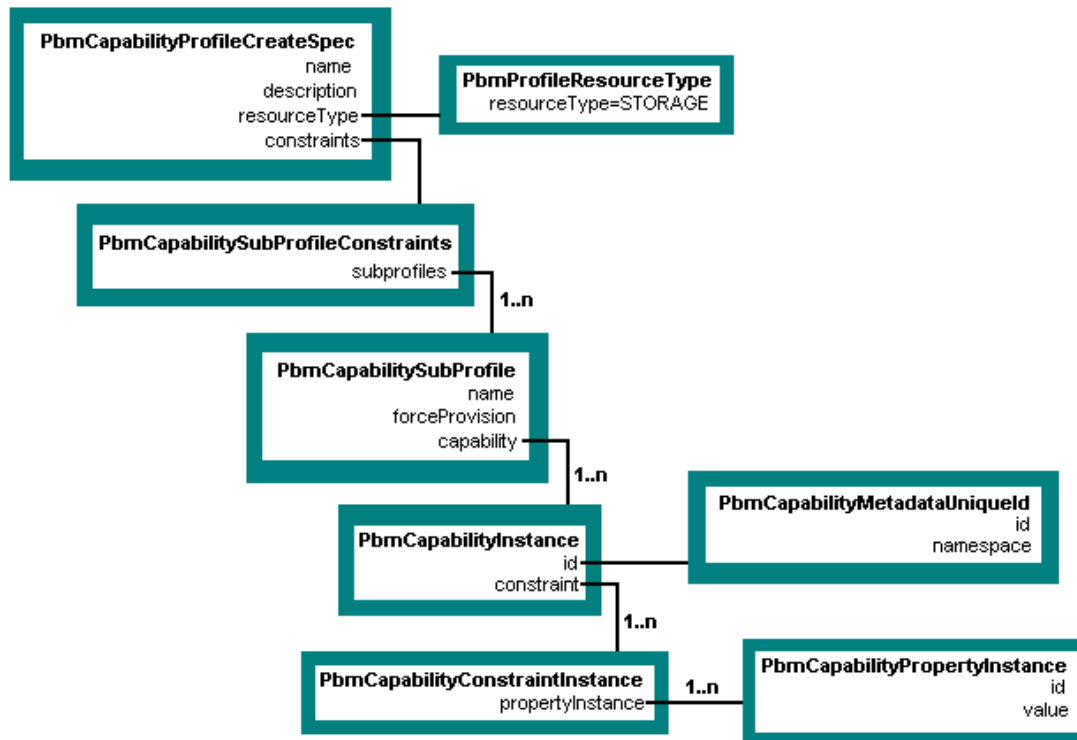 PbmCapabilityProfileCreateSpec
name
description
resourceType
constraints
PbmProfileResourceType
resourceType=STORAGE
PbmCapabilitySubProfileConstraints
subprofiles
1..n
PbmCapabilitySubProfile
name
forceProvision
capability
1..n
PbmCapabilityInstance
id
constraint
PbmCapabilityMetadataUniqueId
id
namespace
1..n
PbmCapabilityConstraintInstance
propertyInstance
1..n
PbmCapabilityPropertyInstance
id
value